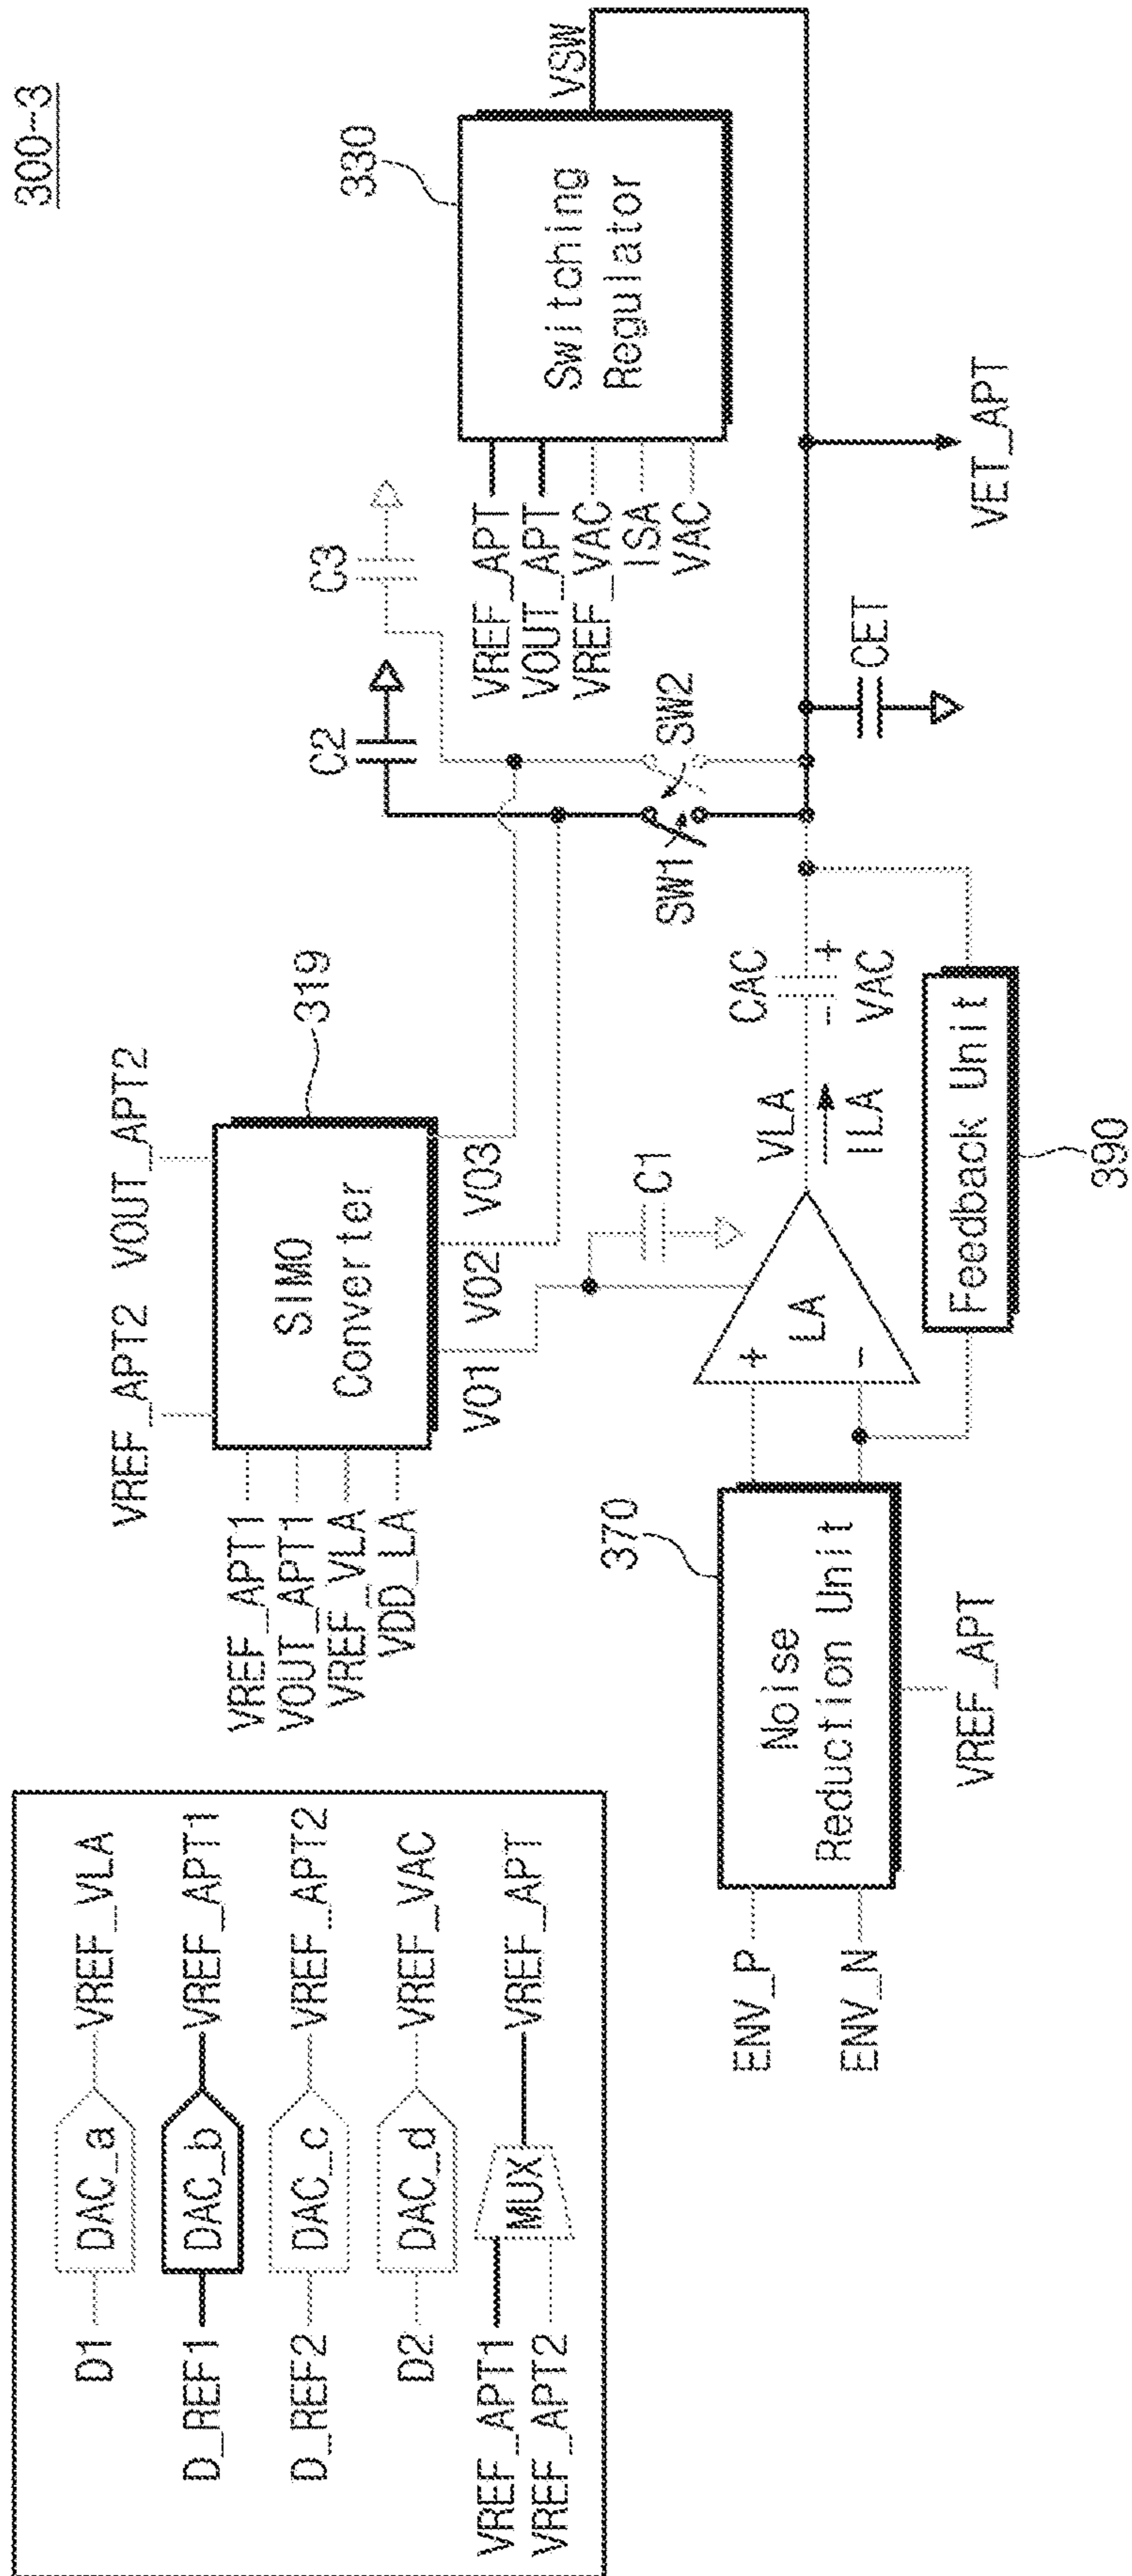 300-3
D1
DAC_a
VREF_VLA
D_REF1
DAC_b
VREF_APT1
D_REF2
DAC_c
VREF_APT2
D2
DAC_d
VREF_VAC
VREF_APT1
VREF_APT2
MUX
VREF_APT
VREF_APT2
VOUT_APT2
VREF_APT1
VOUT_APT1
VREF_VLA
VDD_LA
SIMO
Converter
319
VO1
VO2
VO3
C1
C2
C3
330
VREF_APT
VOUT_APT
VREF_VAC
ISA
VAC
Switching
Regulator
VSW
SW1
SW2
370
ENV_P
ENV_N
Noise
Reduction Unit
VREF_APT
+
-
LA
VLA
ILA
CAC
- +
VAC
Feedback Unit
390
CET
VET_APT